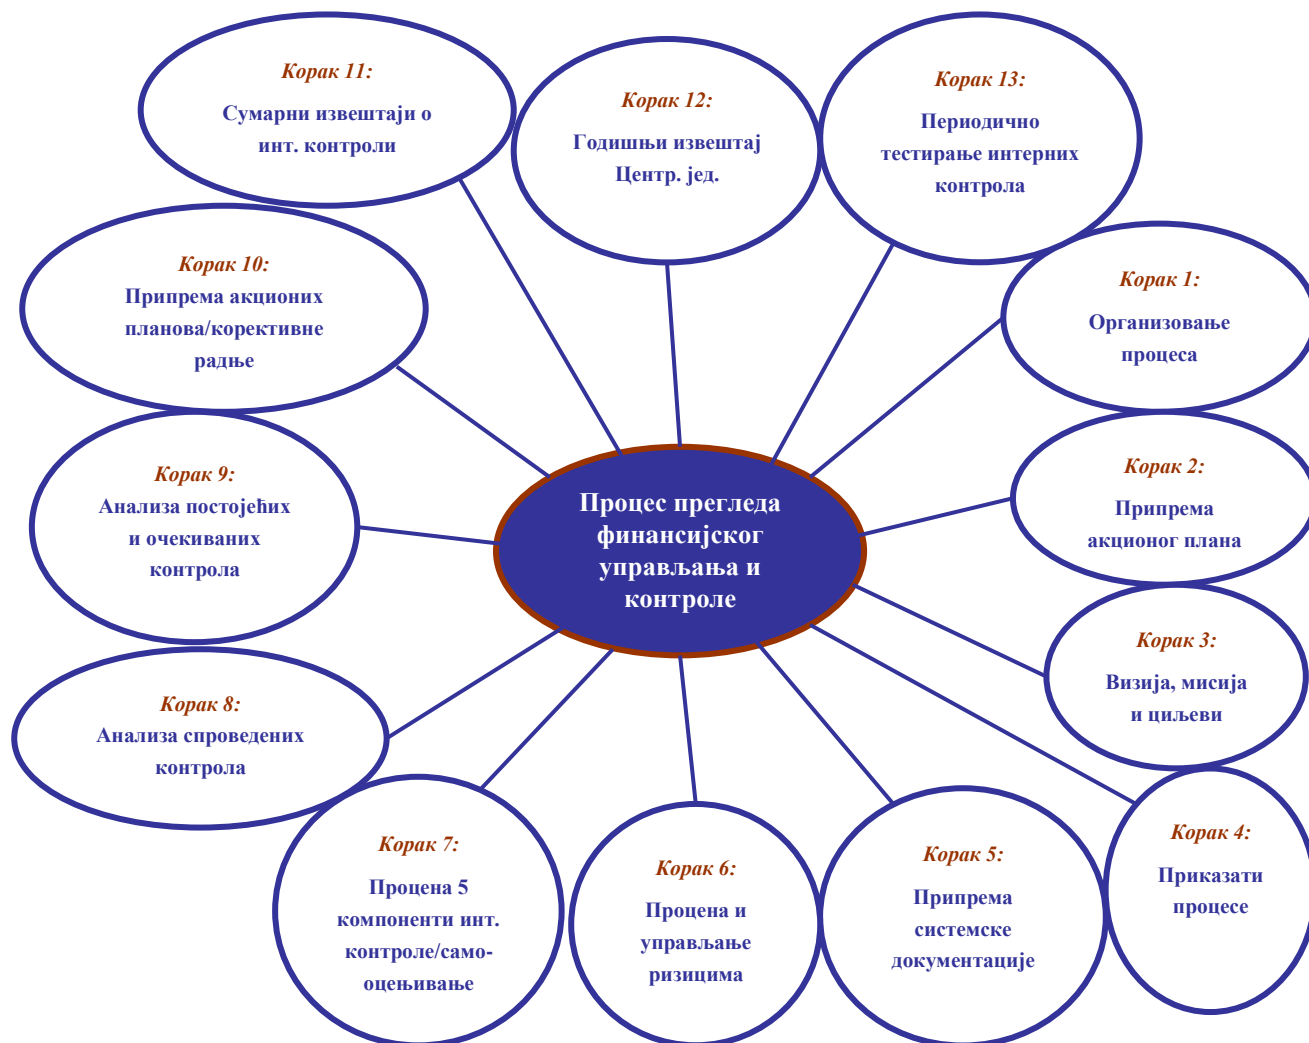 Корак 11:
Сумарни извештаји о
инт. контроли
Корак 12:
Годишњи извештај
Центр. јед.
Корак 13:
Периодично
тестирање интерних
контрола
Корак 10:
Припрема акционих
планова/корективне
радње
Корак 1:
Организовање
процеса
Корак 9:
Анализа постојећих
и очекиваних
контрола
Процес прегледа
финансијског
управљања и
контроле
Корак 2:
Припрема
акционог плана
Корак 3:
Визија, мисија
и циљеви
Корак 8:
Анализа спроведених
контрола
Корак 7:
Процена 5
компоненти инт.
контроле/само-
оцењивање
Корак 6:
Процена и
управљање
ризицима
Корак 5:
Припрема
системске
документације
Корак 4:
Приказати
процесе